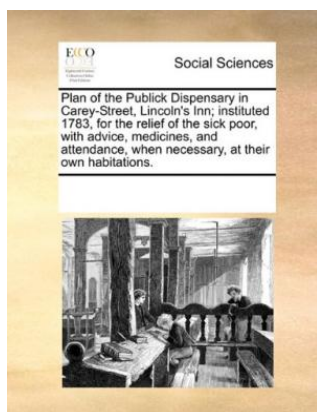 ECCO
Social Sciences
Plan of the Publick Dispensary in
Carey-Street, Lincoln's Inn; instituted
1783, for the relief of the sick poor,
with advice, medicines, and
attendance, when necessary, at their
own habitations.